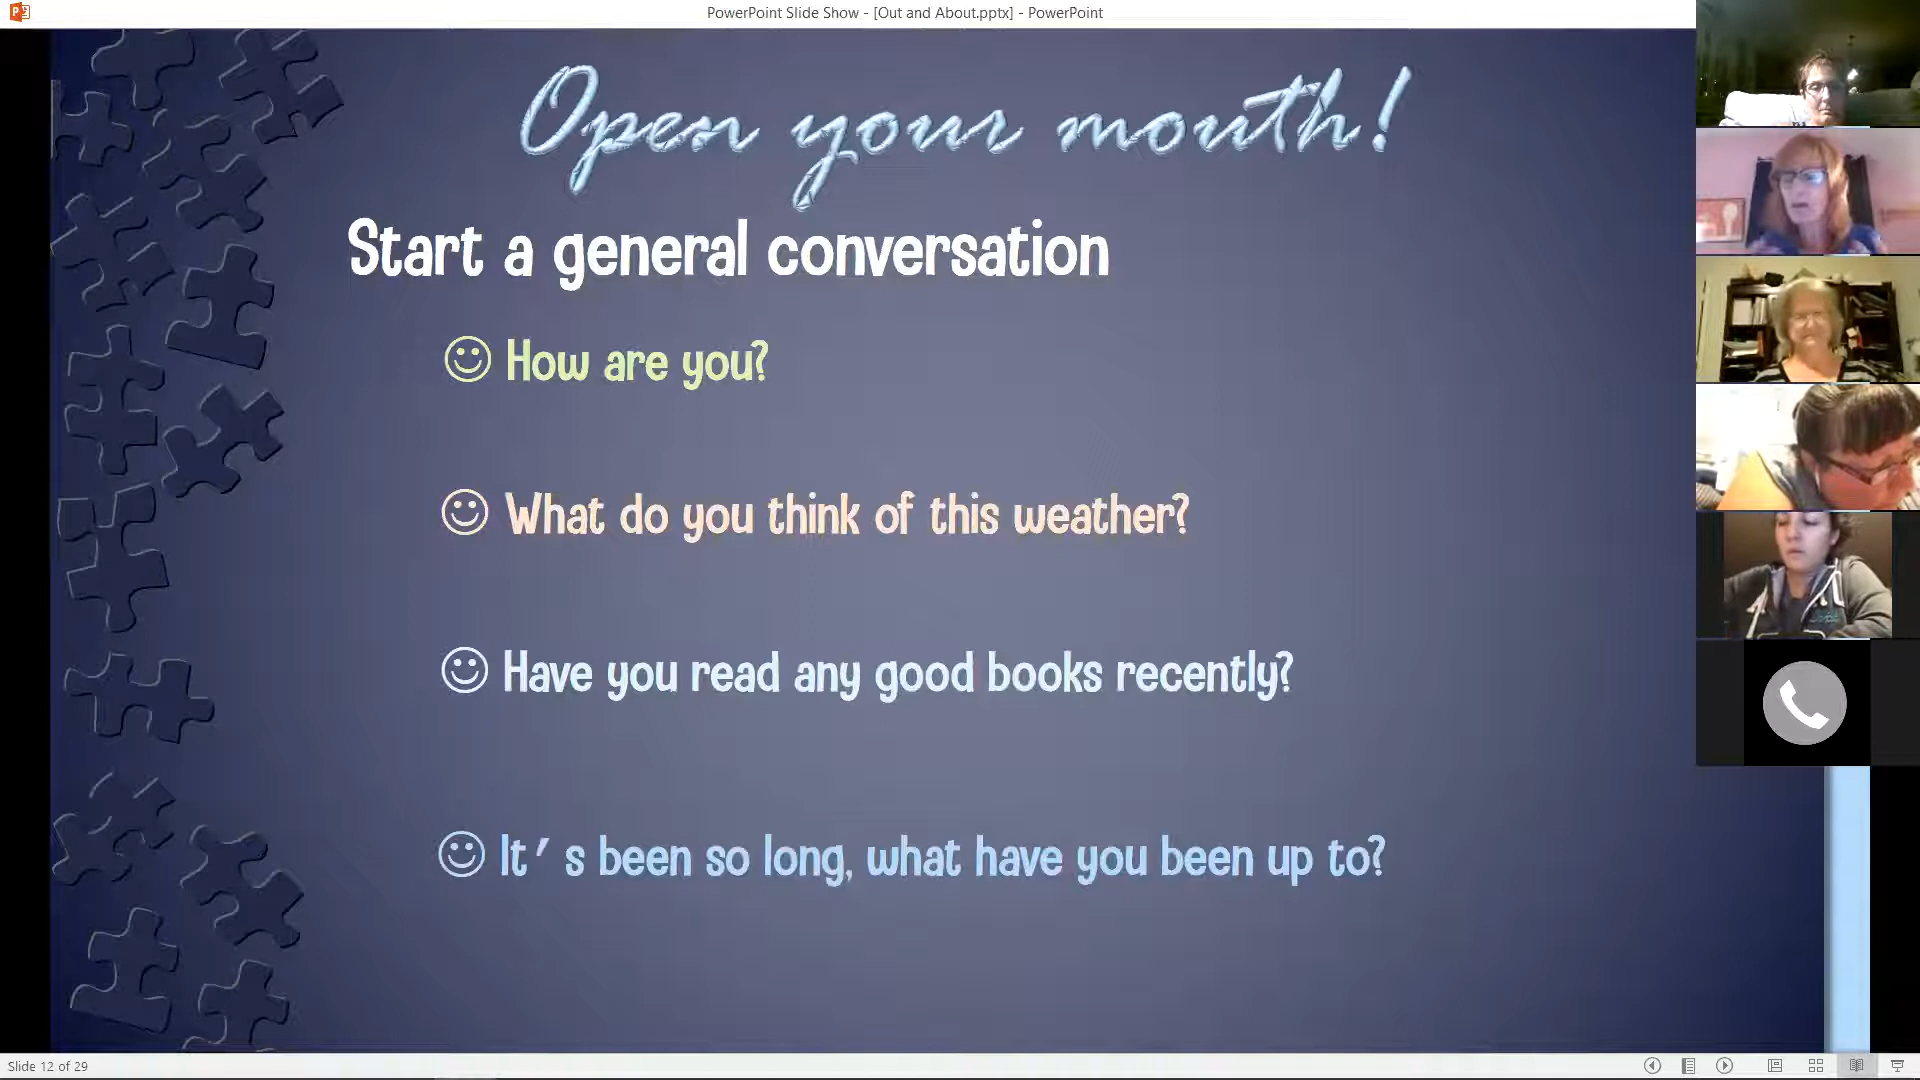 PowerPoint Slide Show - [Out and About.pptx] - PowerPoint
Open your mouth!
Start a general conversation
How are you?
What do you think of this weather?
Have you read any good books recently?
It's been so long, what have you been up to?
Slide 12 of 29